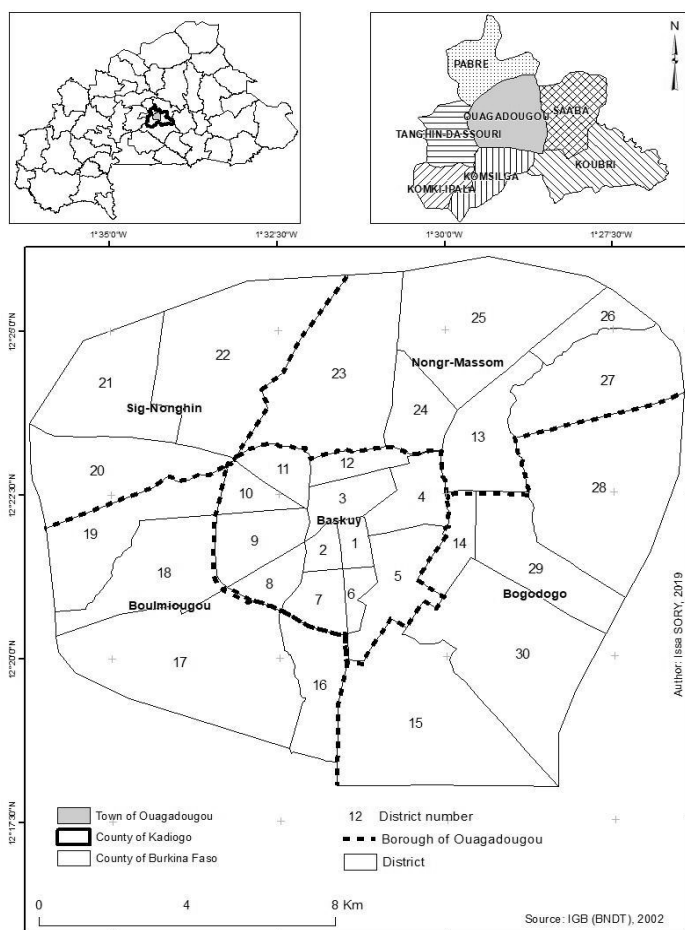 N
PABRE
OUAGADOUGOU
SAABA
TANGHIN-DASSOURI
KOUBRI
KOMSILGA
KOMKI-IPALA
1°35'0"W
1°32'30"W
1°30'0"W
1°27'30"W
12°25'0"N
12°22'30"N
12°20'0"N
12°17'30"N
25
26
22
23
Nongr-Massom
27
21
Sig-Nonghin
24
13
20
11
12
28
10
3
4
19
Baskuy
9
2
1
14
18
29
8
5
Boulmiougou
7
6
Bogodogo
17
16
30
15
Author: Issa SORY, 2019
Town of Ouagadougou
County of Kadiogo
County of Burkina Faso
12 District number
Borough of Ouagadougou
District
0 4 8 Km
Source: IGB (BNDT), 2002